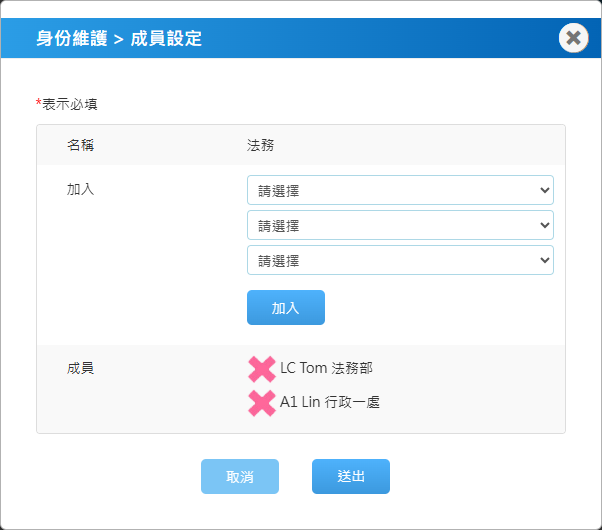 身份維護 > 成員設定
*表示必填
名稱 法務
加入 請選擇
請選擇
請選擇
加入
成員 LC Tom 法務部
A1 Lin 行政一處
取消 送出